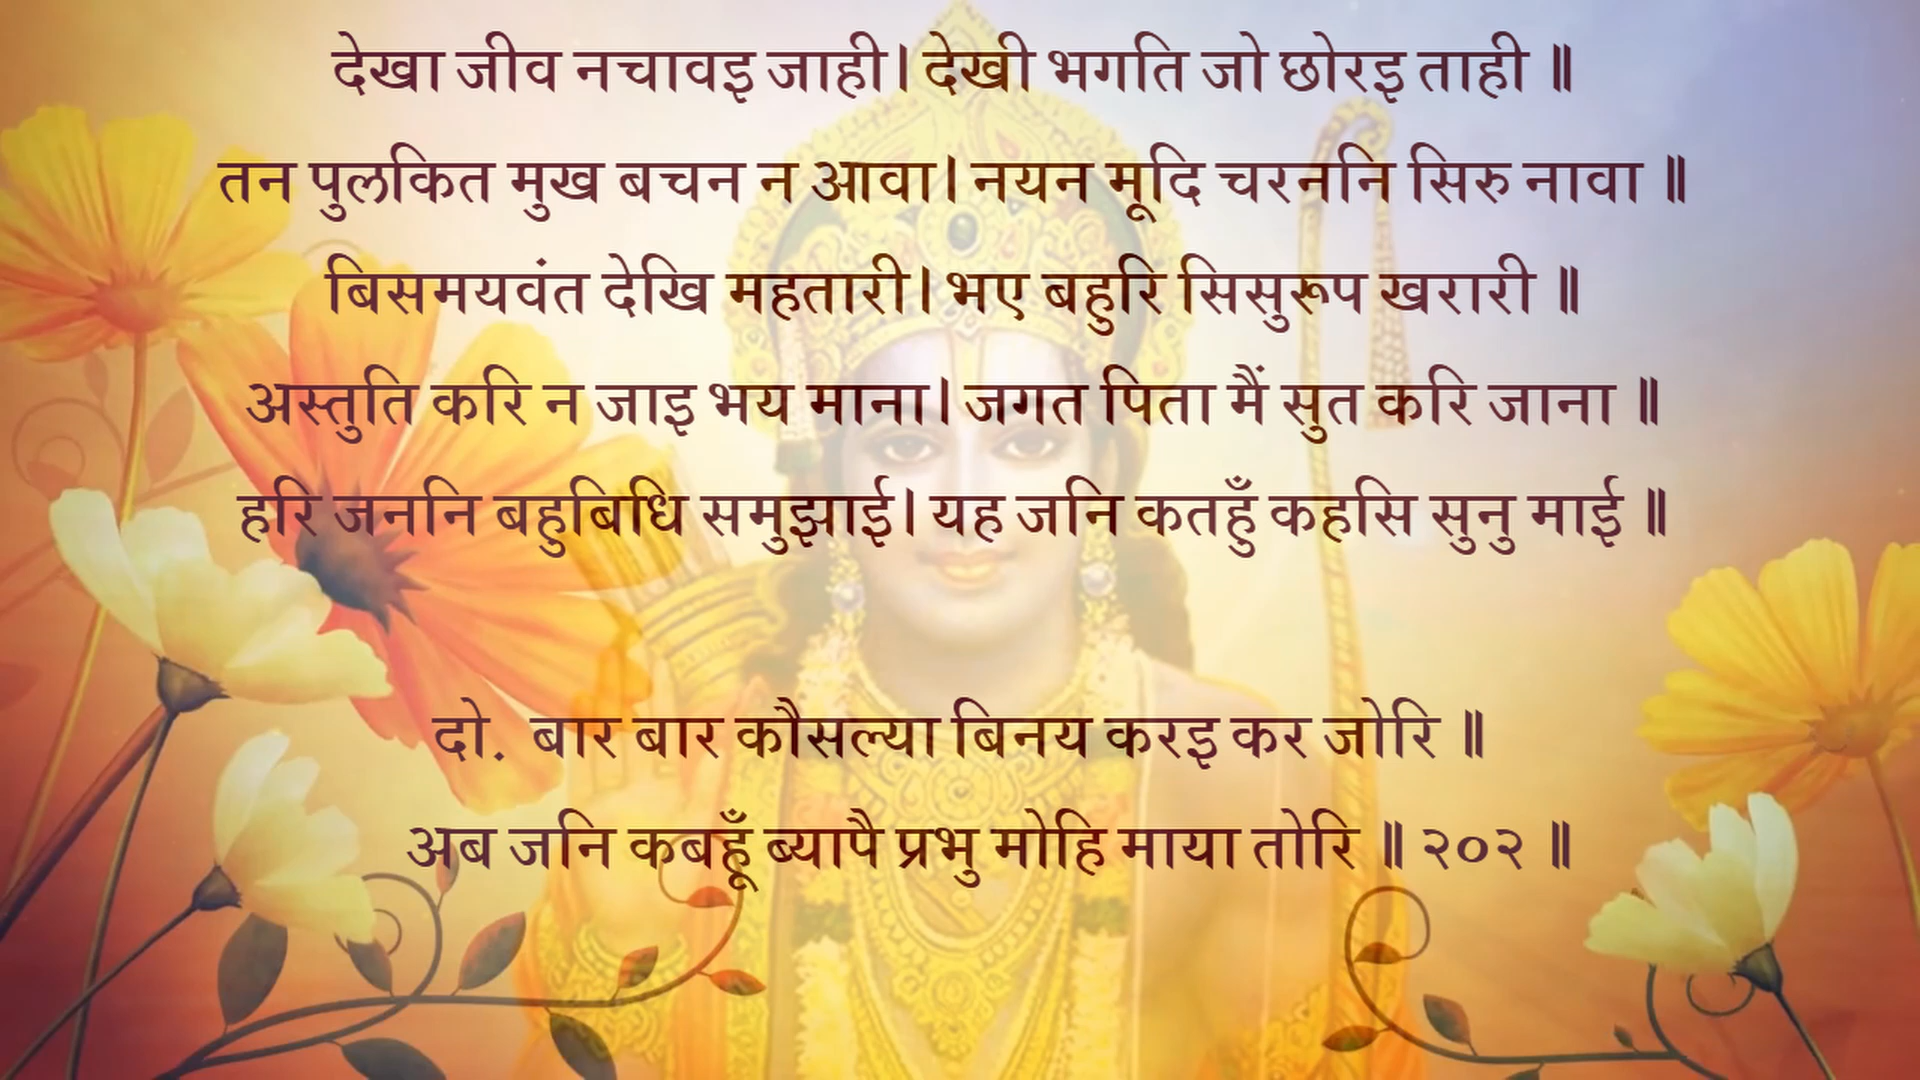 देखा जीव नचावइ जाही। देखी भगति जो छोरइ ताही ॥
तन पुलकित मुख बचन न आवा। नयन मूदि चरननि सिरु नावा ॥
बिसमयवंत देखि महतारी। भए बहुरि सिसुरूप खरारी ॥
अस्तुति करि न जाइ भय माना। जगत पिता मैं सुत करि जाना ॥
हरि जननि बहुबिधि समुझाई। यह जनि कतहुँ कहसि सुनु माई ॥
दो. बार बार कौसल्या बिनय करइ कर जोरि ॥
अब जनि कबहूँ ब्यापै प्रभु मोहि माया तोरि ॥ २०२ ॥